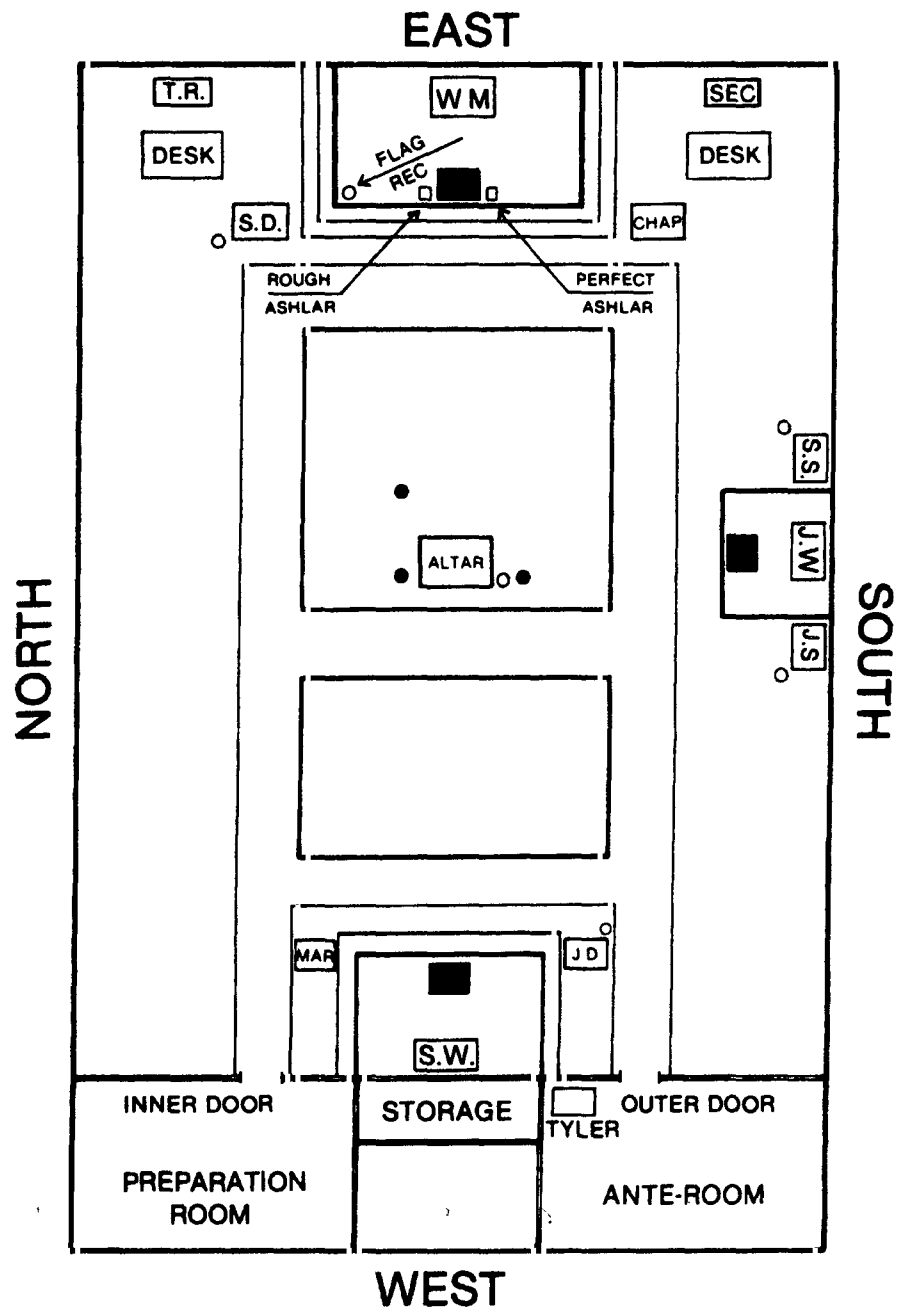 EAST
T.R.
W M
SEC
DESK
FLAG
REC
DESK
S.D.
CHAP
ROUGH
ASHLAR
PERFECT
ASHLAR
S.S.
ALTAR
J.W
NORTH
SOUTH
J.S
MAR
J D
S.W.
INNER DOOR
STORAGE
OUTER DOOR
TYLER
PREPARATION
ROOM
ANTE-ROOM
WEST